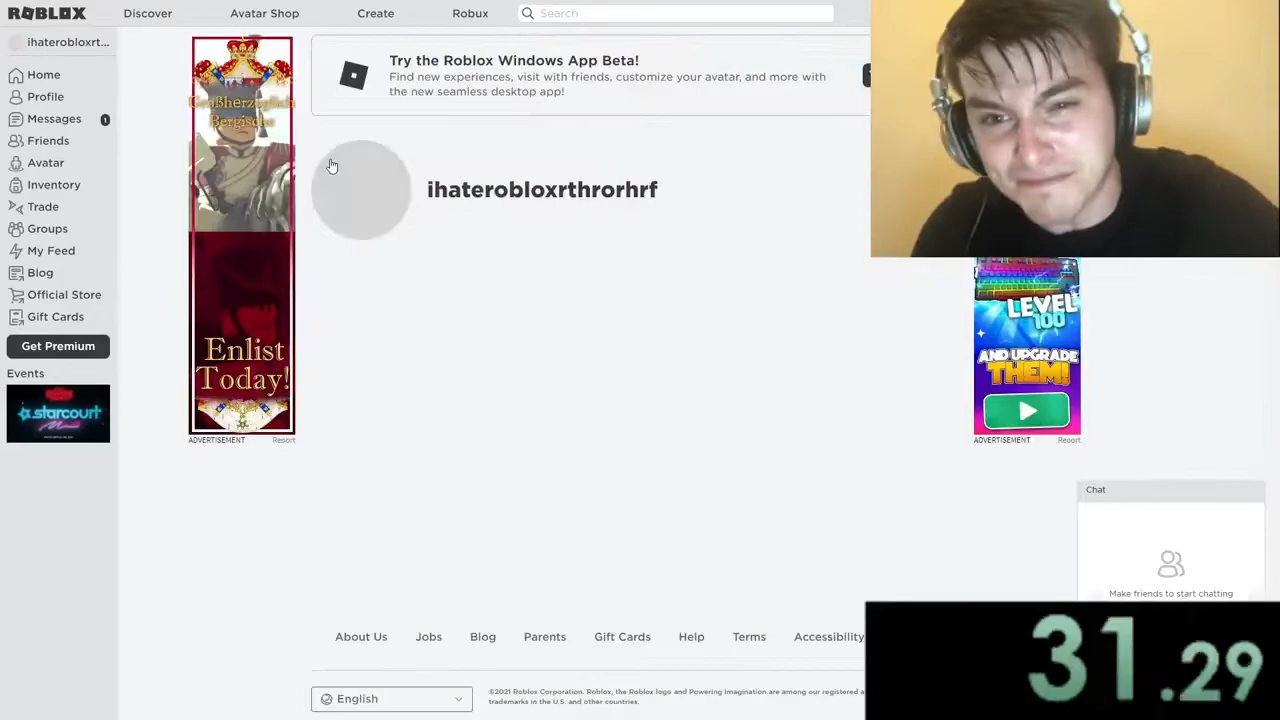 ROBLOX
Discover
Avatar Shop
Create
Robux
Search
ihaterobloxrt...
Home
Profile
Messages
1
Friends
Avatar
Inventory
Trade
Groups
My Feed
Blog
Official Store
Gift Cards
Get Premium
Events
starcourt
Großherzoglich
Bergische
Enlist
Today!
ADVERTISEMENT
Report
Try the Roblox Windows App Beta!
Find new experiences, visit with friends, customize your avatar, and more with
the new seamless desktop app!
ihaterobloxrthrorhrf
LEVEL
100
AND UPGRADE
THEM!
ADVERTISEMENT
Report
Chat
Make friends to start chatting
About Us
Jobs
Blog
Parents
Gift Cards
Help
Terms
Accessibility
English
©2021 Roblox Corporation. Roblox, the Roblox logo and Powering Imagination are among our registered a
trademarks in the U.S. and other countries.
31.29